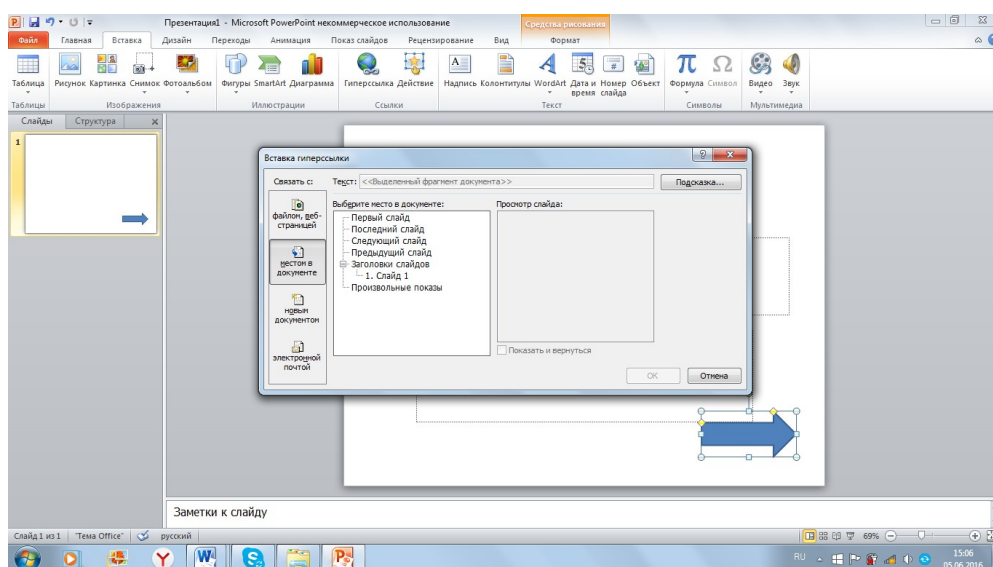 Презентация1 - Microsoft PowerPoint некоммерческое использование
Средства рисования
Файл Главная Вставка Дизайн Переходы Анимация Показ слайдов Рецензирование Вид Формат
Таблица Рисунок Картинка Снимок Фотоальбом Фигуры SmartArt Диаграмма Гиперссылка Действие Надпись Колонтитулы WordArt Дата и время Номер слайда Объект Формула Символ Видео Звук
Таблицы Изображения Иллюстрации Ссылки Текст Символы Мультимедиа
Слайды Структура
1
Вставка гиперссылки
Связать с: Текст: <<Выделенный фрагмент документа>> Подсказка...
файлом, веб-страницей
местом в документе
новым документом
электронной почтой
Выберите место в документе:
Первый слайд
Последний слайд
Следующий слайд
Предыдущий слайд
Заголовки слайдов
1. Слайд 1
Произвольные показы
Просмотр слайда:
Показать и вернуться
ОК Отмена
Заметки к слайду
Слайд 1 из 1 "Тема Office" русский 69%
RU 15:06
05.06.2016